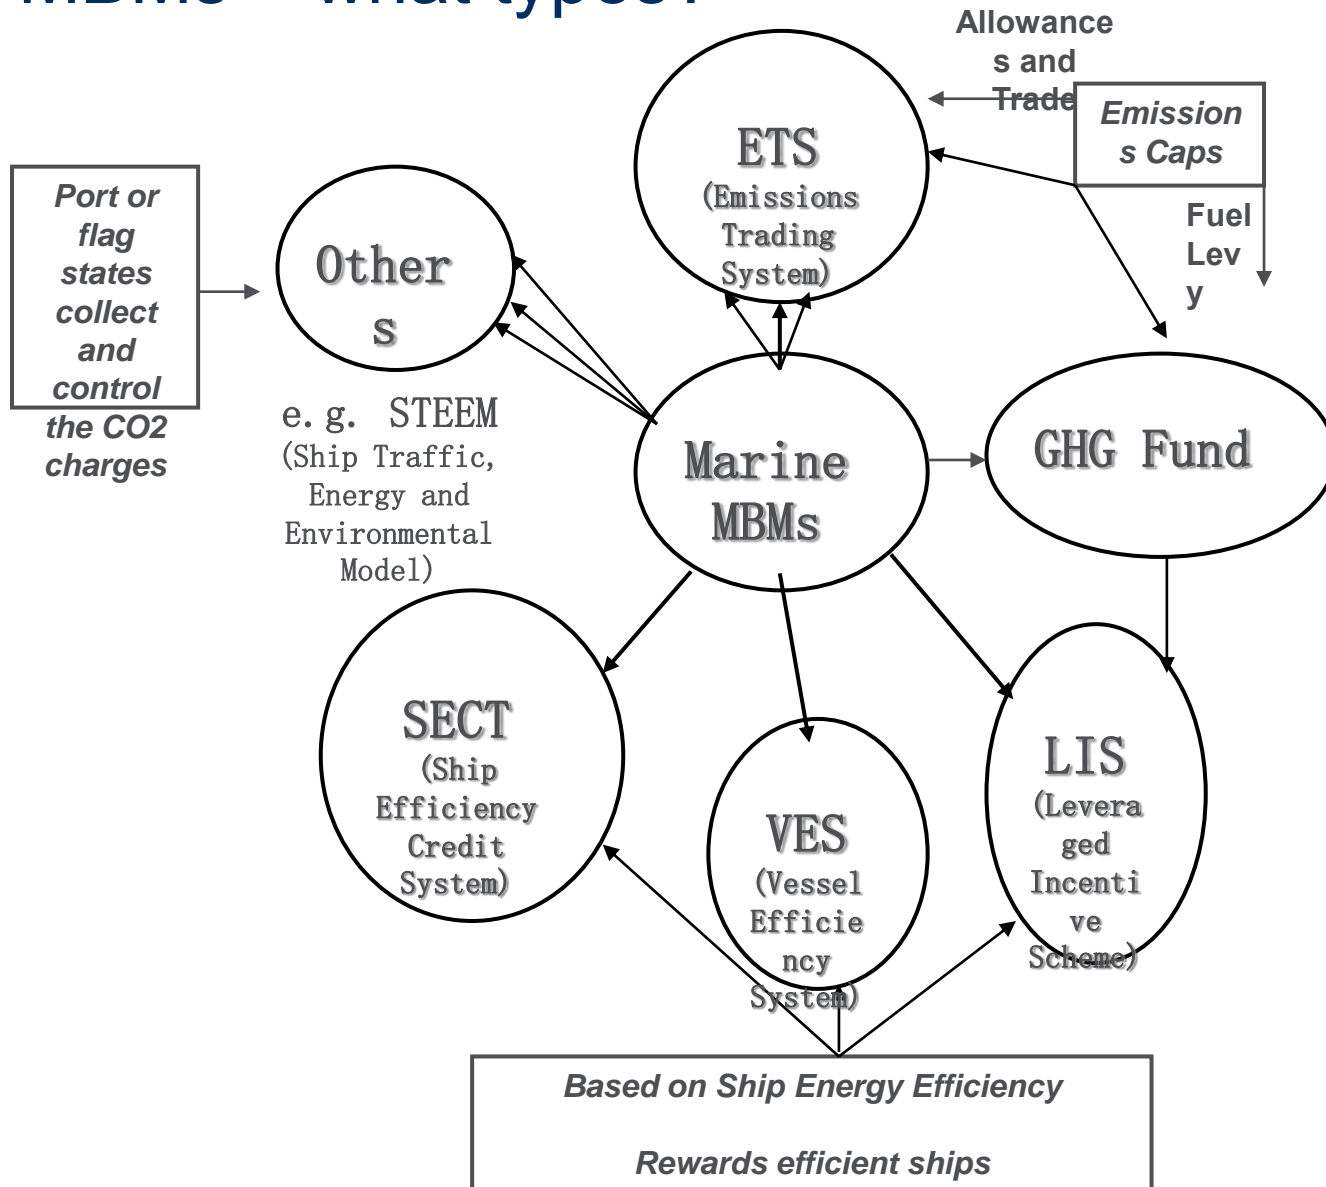 MBMs – what types?
Allowance
s and
Trade
Emission
s Caps
Fuel
Lev
y
ETS
(Emissions
Trading
System)
Port or
flag
states
collect
and
control
the CO2
charges
Other
s
e.g. STEEM
(Ship Traffic,
Energy and
Environmental
Model)
Marine
MBMs
GHG Fund
SECT
(Ship
Efficiency
Credit
System)
VES
(Vessel
Efficie
ncy
System)
LIS
(Levera
ged
Incenti
ve
Scheme)
Based on Ship Energy Efficiency
Rewards efficient ships